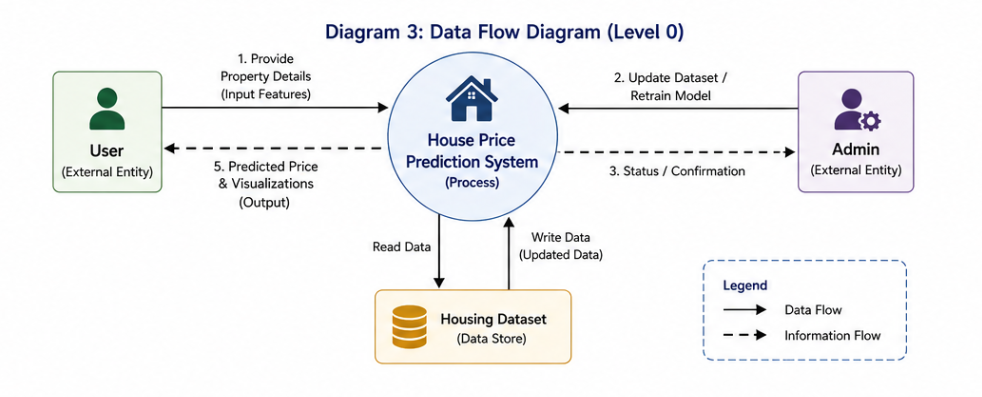 Diagram 3: Data Flow Diagram (Level 0)
1. Provide
Property Details
(Input Features)
2. Update Dataset /
Retrain Model
User
(External Entity)
House Price
Prediction System
(Process)
Admin
(External Entity)
5. Predicted Price
& Visualizations
(Output)
3. Status / Confirmation
Read Data
Write Data
(Updated Data)
Housing Dataset
(Data Store)
Legend
Data Flow
Information Flow